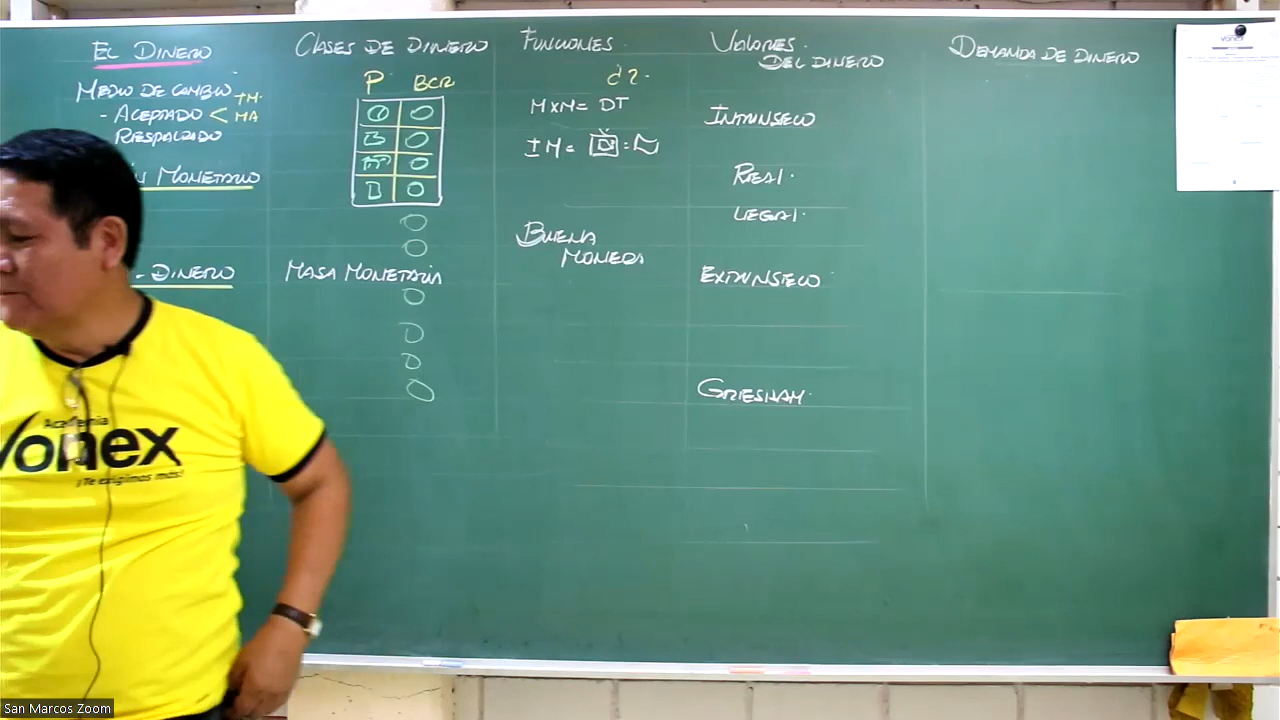 EL DINERO
MEDIO DE CAMBIO
- ACEPTADO < +M. MA
RESPALDADO
MONETARIO
- DINERO
CLASES DE DINERO
P BCR
B
B
MASA MONETARIA
FUNCIONES
¿?
M x M = DT
± M =
BUENA
MONEDA
VALORES
DEL DINERO
INTRINSECO
REAL.
LEGAL.
EXTRINSECO
GRESHAM.
DEMANDA DE DINERO
Vonex
Academia
Vonex
¡Te exigimos más!
San Marcos Zoom